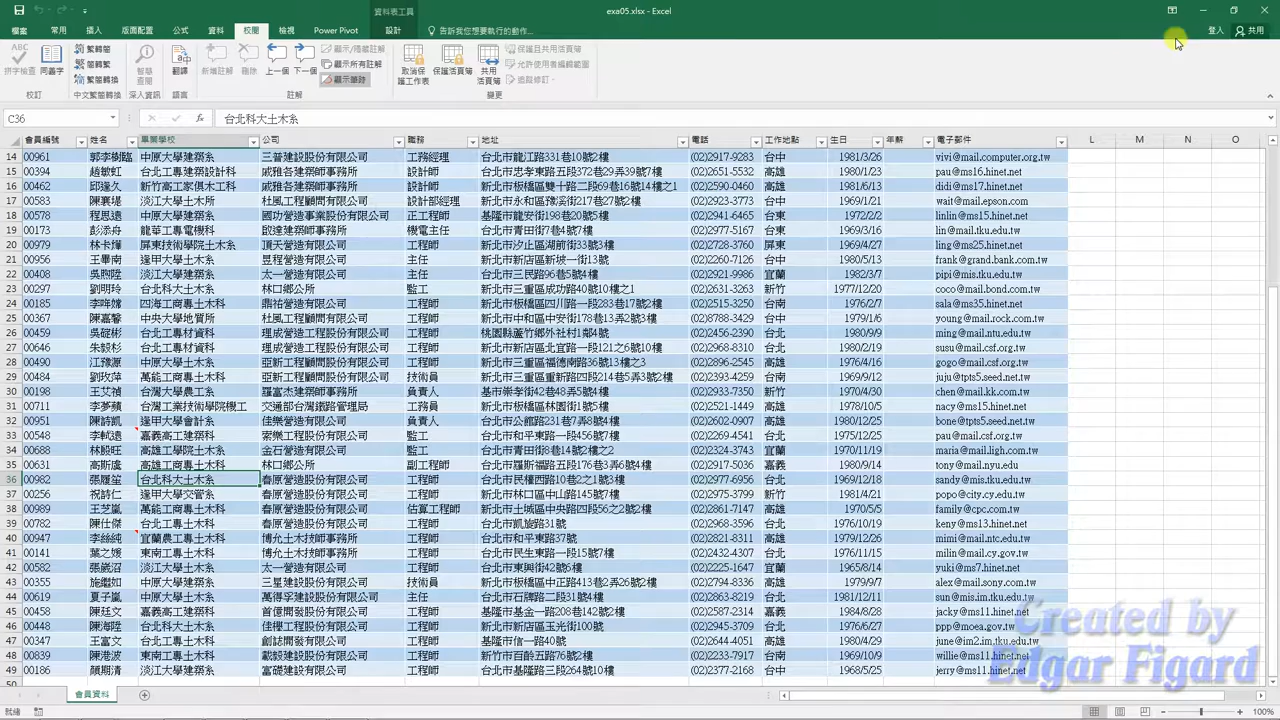 exa05.xlsx - Excel
資料表工具
檔案 常用 插入 版面配置 公式 資料 校閱 檢視 Power Pivot 設計 告訴我您想要執行的動作... 登入 共用
拼字檢查 同義字 繁轉簡 簡轉繁 繁簡轉換 智慧查閱 翻譯 新增註解 刪除 上一個 下一個 顯示/隱藏註解 顯示所有註解 顯示筆跡 取消保護工作表 保護活頁簿 共用活頁簿 保護且共用活頁簿 允許使用者編輯範圍 追蹤修訂
校訂 中文繁簡轉換 深入資訊 語言 註解 變更
C36 fx 台北科大土木系
會員編號 姓名 畢業學校 公司 職務 地址 電話 工作地點 生日 年薪 電子郵件 L M N O
14 00961 郭李樹臨 中原大學建築系 三普建設股份有限公司 工務經理 台北市龍江路331巷10號2樓 (02)2917-9283 台中 1981/3/26 vivi@mail.computer.org.tw
15 00394 趙敏虹 台北工專建築設計科 戚雅各建築師事務所 設計師 台北市忠孝東路三段372巷29弄39號7樓 (02)2651-5532 高雄 1980/1/23 pau@ms16.hinet.net
16 00462 邱逢久 新竹高工家俱木工科 戚雅各建築師事務所 設計師 新北市板橋區雙十路二段69巷16號14樓之1 (02)2590-0460 高雄 1981/6/13 didi@ms17.hinet.net
17 00583 陳襄堤 淡江大學土木所 杜風工程顧問有限公司 設計部經理 新北市永和區豫溪街217巷27號2樓 (02)2923-3773 台中 1969/1/21 wait@mail.epson.com
18 00578 程思遠 中原大學土木系 國功營造事業股份有限公司 正工程師 基隆市龍安街198巷20號5樓 (02)2941-6465 台東 1972/2/2 linlin@ms15.hinet.net
19 00173 彭添舟 龍華工專電機科 啟達建築師事務所 機電主任 台北市青田街7巷4號7樓 (02)2977-5167 台東 1969/3/26 lin@mail.tku.edu.tw
20 00979 林卡輝 屏東技術學院土木系 頂天營造有限公司 工程師 新北市汐止區湖前街33號3樓 (02)2728-3760 屏東 1969/4/27 ling@ms25.hinet.net
21 00956 王畢南 逢甲大學土木系 昱程營造有限公司 主任 新北市新店區新坡一街13號 (02)2260-7126 台中 1980/5/13 frank@grand.bank.com.tw
22 00408 吳煦陞 淡江大學土木系 太一營造有限公司 主任 台北市三民路96巷5號4樓 (02)2921-9986 宜蘭 1982/3/7 pipi@mis.tku.edu.tw
23 00297 劉明玲 台北科大土木系 林口鄉公所 監工 新北市三重區成功路40號10樓之1 (02)2631-3263 新竹 1977/12/20 coco@mail.bond.com.tw
24 00185 李晬嫦 四海工商專土木科 鼎祐營造有限公司 工程師 新北市板橋區四川路一段283巷17號2樓 (02)2515-3250 台南 1976/2/7 sala@ms35.hinet.net
25 00367 陳嘉馨 中央大學地質所 杜風工程顧問有限公司 工程師 新北市中和區中安街178巷13弄2號3樓 (02)8788-3429 台中 1979/1/6 young@mail.rock.com.tw
26 00459 吳碇彬 台北工專材資科 理成營造工程股份有限公司 工程師 桃園縣蘆竹鄉外社村1鄰4號 (02)2456-2390 北 1980/9/9 ming@mail.ntu.edu.tw
27 00646 朱毅杉 台北工專材資科 理成營造工程股份有限公司 工程師 新北市新店區北宜路一段121之6號10樓 (02)2968-8310 台中 1980/2/19 susu@mail.csf.org.tw
28 00490 江豫源 中原大學土木系 亞新工程顧問股份有限公司 工程師 新北市三重區福德南路36號13樓之3 (02)2896-2545 高雄 1976/4/16 gogo@mail.csf.org.tw
29 00484 劉玫萍 萬能工商專土木科 亞新工程顧問股份有限公司 技術員 新北市三重區重新路四段214巷5弄3號2樓 (02)2393-4259 台南 1969/9/12 juju@tpts5.seed.net.tw
30 00198 王艾禎 台灣大學農工系 羅富杰建築師事務所 負責人 基市崇孝街42巷48弄5號4樓 (02)2300-7733 新竹 1970/4/30 chen@mail.kk.com.tw
31 00711 李夢蘋 台灣工業技術學院機工 交通部台灣鐵路管理局 工務員 新北市板橋區林園街1號5樓 (02)2521-1449 高雄 1978/10/5 nacy@ms15.hinet.net
32 00951 陳詩凱 逢甲大學會計系 佳樂營造有限公司 負責人 台北市公館路231巷87弄9號4樓 (02)2602-0907 高雄 1980/12/25 bone@tpts5.seed.net.tw
33 00548 李軾遠 嘉義高工建築科 索樂工程股份有限公司 監工 台北市和平東路一段456號7樓 (02)2269-4541 台北 1975/12/25 pau@mail.csf.org.tw
34 00688 林殷旺 高雄工學院土木系 金石營造有限公司 監工 台北市青田街8巷14號2樓之2 (02)2377-2230 台北 1971/11/18 maria@mail.ligh.com.tw
35 00631 高斯虞 高雄工商專土木科 林口鄉公所 副工程師 台北市羅斯福路五段176巷30號3樓 (02)2917-5036 嘉義 1980/9/14 tony@mail.nyu.edu
36 00982 張履笙 台北科大土木系 春原營造股份有限公司 工程師 台北市民權西路10巷2之1號3樓 (02)2977-6956 北 1969/12/18 sandy@mis.tku.edu.tw
37 00256 祝詩仁 逢甲大學交管系 春原營造股份有限公司 工程師 新北市林口區中山路145號7樓 (02)2975-3799 新竹 1981/4/21 popo@city.cy.edu.tw
38 00989 王芝嵐 萬能工商專土木科 春原營造股份有限公司 估算工程師 新北市土城區中央路四段56之2號2樓 (02)2861-7147 台南 1970/5/5 family@cpc.com.tw
39 00782 陳仕傑 台北工專土木科 春原營造股份有限公司 工程師 台北市凱旋路31號 (02)2968-3596 台北 1976/10/19 keny@ms13.hinet.net
40 00947 李絲純 宜蘭農工專土木科 博允土木技師事務所 工程師 台北市和平東路37號 (02)2821-3801 台北 1976/12/23 mimi@mail.ntc.edu.tw
41 00141 葉之媛 東南工專土木科 博允土木技師事務所 工程師 台北市民生東路一段15號7樓 (02)2432-4307 台北 1976/11/15 milin@mail.cy.gov.tw
42 00582 張嵌沼 淡江大學土木系 太一營造股份有限公司 工程師 台北市東興街42號6樓 (02)2225-1647 宜蘭 1965/8/14 yuki@ms7.hinet.net
43 00355 施繼如 中原大學建築系 三星建設股份有限公司 技術員 新北市板橋區中正路413巷2弄26號2樓 (02)2794-8336 高雄 1979/9/7 alex@mail.sony.com.tw
44 00619 夏子嵐 中原大學建築系 萬得孚建設股份有限公司 主任 台北市石牌路二段315號2樓 (02)2863-8219 台北 1981/12/11 sun@mis.im.tku.edu.tw
45 00458 陳廷文 嘉義高工建築科 首億開發有限公司 工程師 基隆市基金一路208巷142號2樓 (02)2587-2314 嘉義 1984/8/28 jacky@ms11.hinet.net
46 00448 陳海陞 台北工專土木科 佳美營造有限公司 工程師 新北市新店區玉光街100號 (02)2931-1245 台北 1976/6/27 ppp@moea.gov.tw
47 00347 王富文 台北工專土木科 創誌開發有限公司 工程師 基隆市信一路40號 (02)2644-4051 高雄 1980/4/29 june@im2.im.tku.edu.tw
48 00839 陳港波 東南工專土木科 載毅建設股份有限公司 工程師 新竹市百齡五路76號2樓 (02)2233-7917 台南 1969/10/9 willie@ms11.hinet.net
49 00186 顏期清 淡江大學土木系 富礎建設股份有限公司 工程師 台北市基隆路三段264號10樓 (02)2377-2168 中 1968/5/25 jerry@ms11.hinet.net
Created by
Edgar Figard
會員資料
就緒 100%